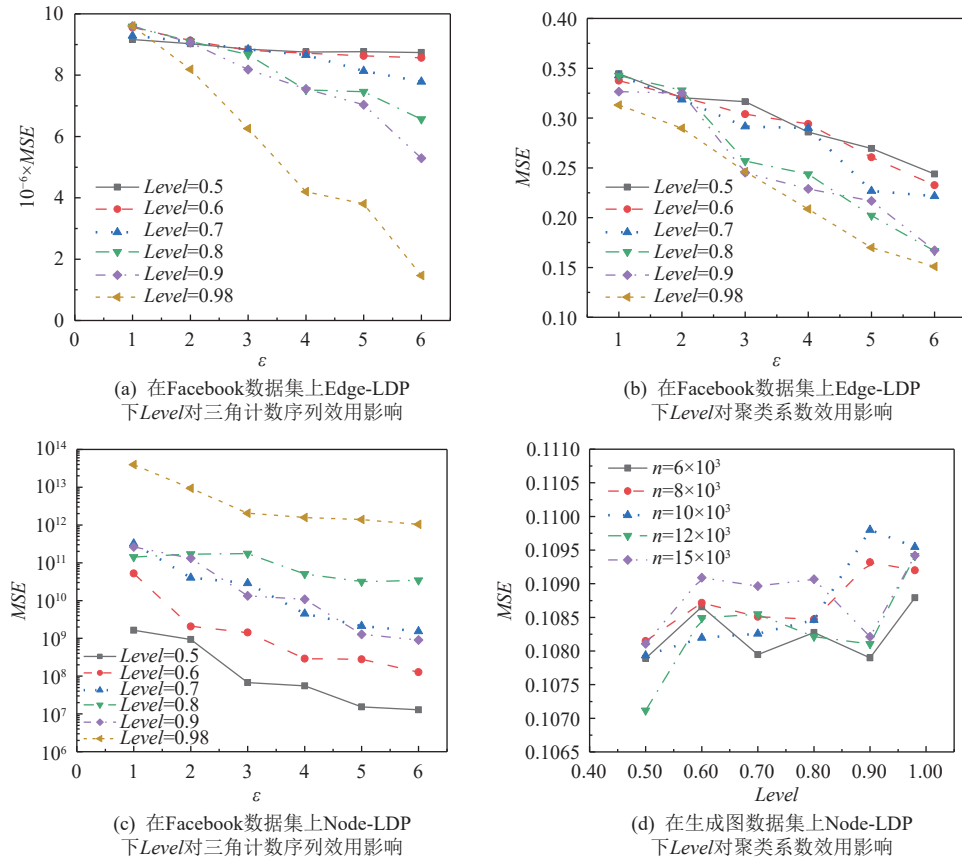 10
8
6
4
2
0
10⁻⁶×MSE
Level=0.5
Level=0.6
Level=0.7
Level=0.8
Level=0.9
Level=0.98
0 1 2 3 4 5 6
ε
(a) 在Facebook数据集上Edge-LDP
下Level对三角计数序列效用影响
0.40
0.35
0.30
0.25
0.20
0.15
0.10
MSE
Level=0.5
Level=0.6
Level=0.7
Level=0.8
Level=0.9
Level=0.98
1 2 3 4 5 6
ε
(b) 在Facebook数据集上Edge-LDP
下Level对聚类系数效用影响
10¹⁴
10¹³
10¹²
10¹¹
10¹⁰
10⁹
10⁸
10⁷
10⁶
MSE
Level=0.5
Level=0.6
Level=0.7
Level=0.8
Level=0.9
Level=0.98
0 1 2 3 4 5 6
ε
(c) 在Facebook数据集上Node-LDP
下Level对三角计数序列效用影响
0.1110
0.1105
0.1100
0.1095
0.1090
0.1085
0.1080
0.1070
0.1065
MSE
n=6×10³
n=8×10³
n=10×10³
n=12×10³
n=15×10³
0.40 0.50 0.60 0.70 0.80 0.90 1.00
Level
(d) 在生成图数据集上Node-LDP
下Level对聚类系数效用影响